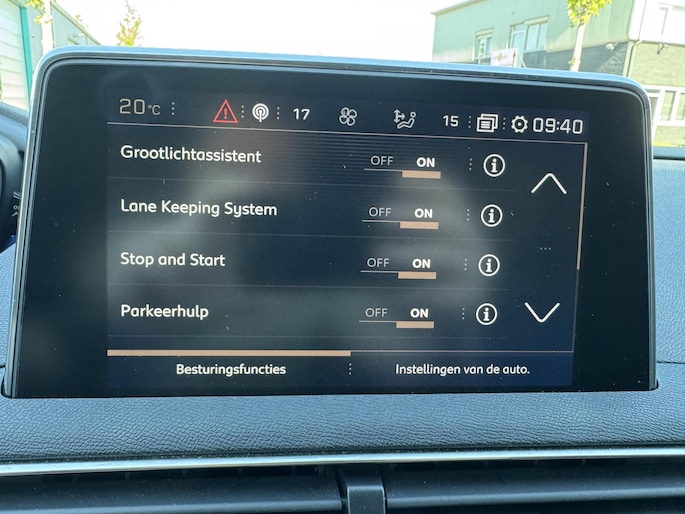 20°C 17 15 09:40
Grootlichtassistent OFF ON
Lane Keeping System OFF ON
Stop and Start OFF ON
Parkeerhulp OFF ON
Besturingsfuncties Instellingen van de auto.